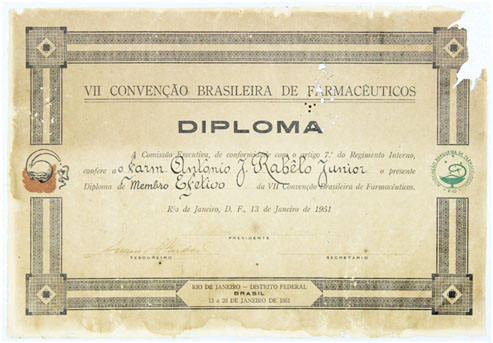 VII CONVENÇÃO BRASILEIRA DE FARMACÊUTICOS
DIPLOMA
A Comissão Executiva, de conformidade com o artigo 7.º do Regimento Interno,
confere a o Farm. Antônio J. Rabêlo Junior o presente
Diploma de Membro Efetivo da VII Convenção Brasileira de Farmacêuticos.
Rio de Janeiro, D. F., 13 de Janeiro de 1951
PRESIDENTE
TESOUREIRO SECRETARIO
RIO DE JANEIRO — DISTRITO FEDERAL
BRASIL
13 a 20 DE JANEIRO DE 1951